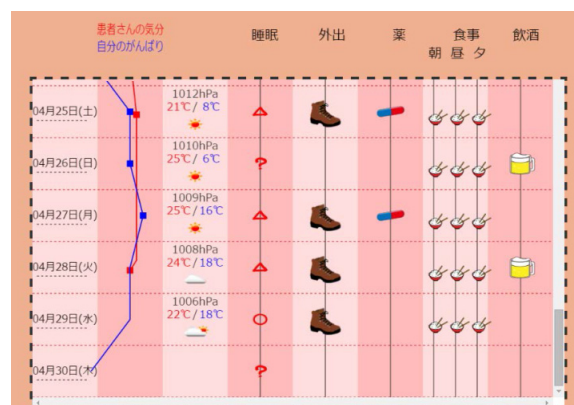 患者さんの気分
自分のがんばり
睡眠 外出 薬 食事 飲酒
朝 昼 夕
04月25日(土)
1012hPa
21℃/ 8℃
04月26日(日)
1010hPa
25℃/ 6℃
?
04月27日(月)
1009hPa
25℃/16℃
04月28日(火)
1008hPa
24℃/18℃
04月29日(水)
1006hPa
22℃/18℃
04月30日(木)
?